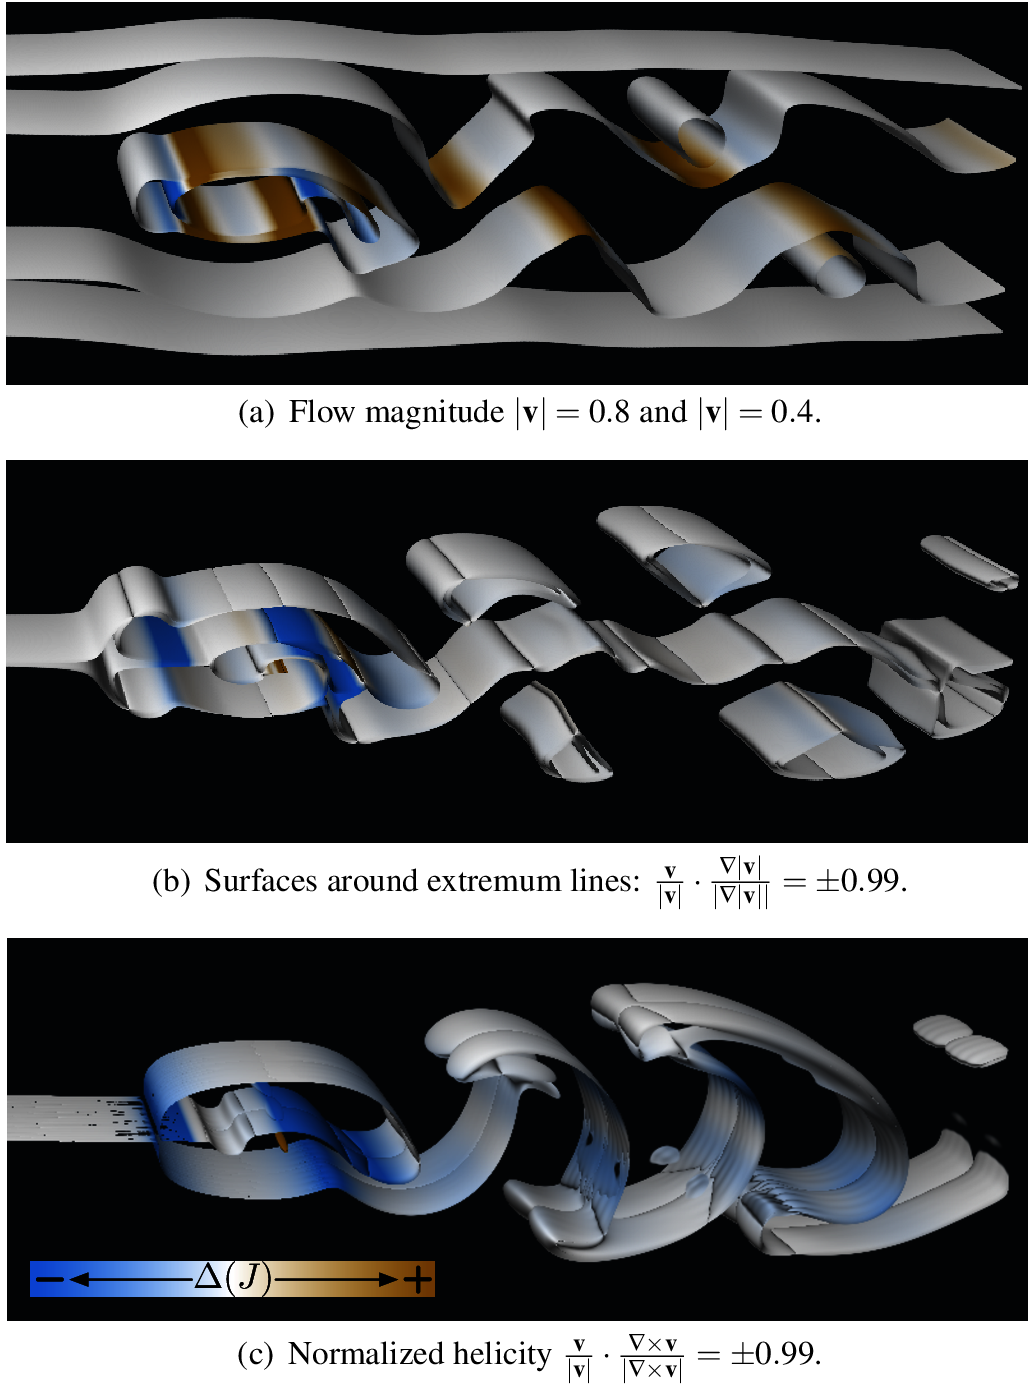 (a) Flow magnitude |v| = 0.8 and |v| = 0.4.
(b) Surfaces around extremum lines: v/|v| · ∇|v|/|∇|v|| = ±0.99.
− Δ(J) +
(c) Normalized helicity v/|v| · ∇×v/|∇×v| = ±0.99.